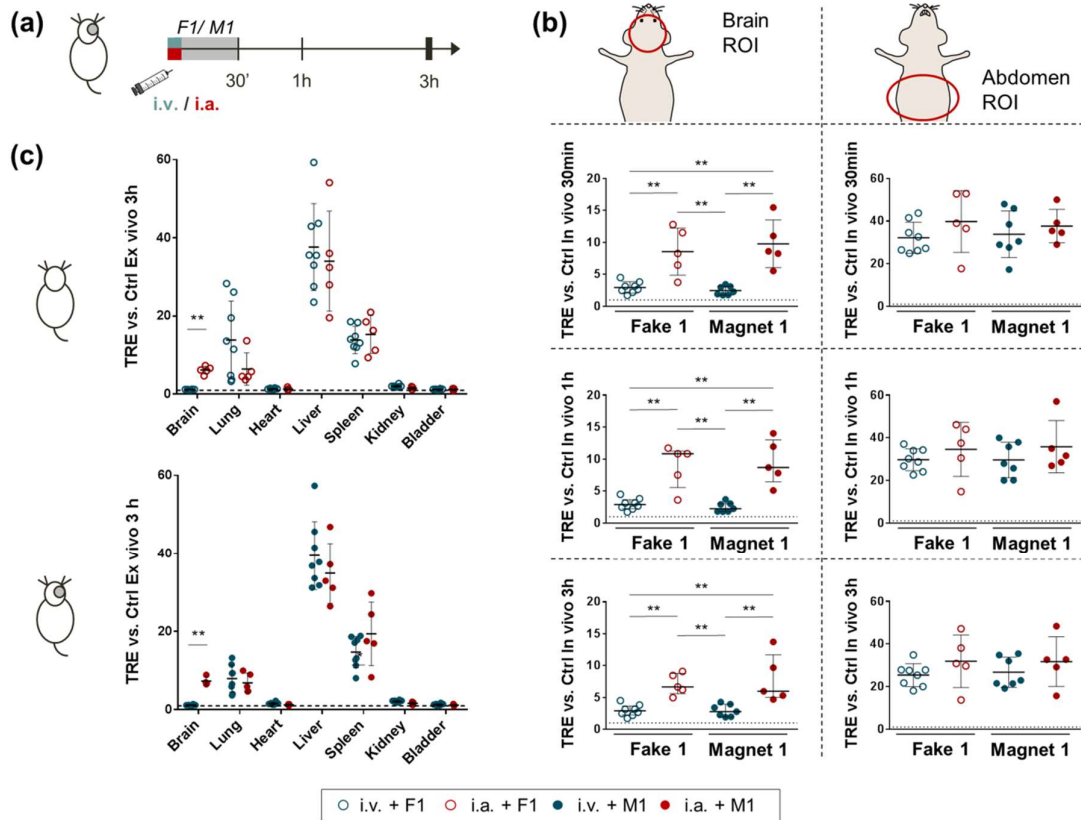 (a)
F1/ M1
30' 1h 3h
i.v. / i.a.
(b)
Brain
ROI
Abdomen
ROI
(c)
TRE vs. Ctrl Ex vivo 3h
60
40
20
0
**
Brain Lung Heart Liver Spleen Kidney Bladder
TRE vs. Ctrl Ex vivo 3 h
60
40
20
0
**
Brain Lung Heart Liver Spleen Kidney Bladder
TRE vs. Ctrl In vivo 30min
20
15
10
5
0
**
** **
**
Fake 1 Magnet 1
60
40
20
0
Fake 1 Magnet 1
TRE vs. Ctrl In vivo 30min
TRE vs. Ctrl In vivo 1h
20
15
10
5
0
**
** **
**
Fake 1 Magnet 1
TRE vs. Ctrl In vivo 1h
60
40
20
0
Fake 1 Magnet 1
TRE vs. Ctrl In vivo 3h
20
15
10
5
0
**
** **
**
Fake 1 Magnet 1
TRE vs. Ctrl In vivo 3h
60
40
20
0
Fake 1 Magnet 1
i.v. + F1 i.a. + F1 i.v. + M1 i.a. + M1